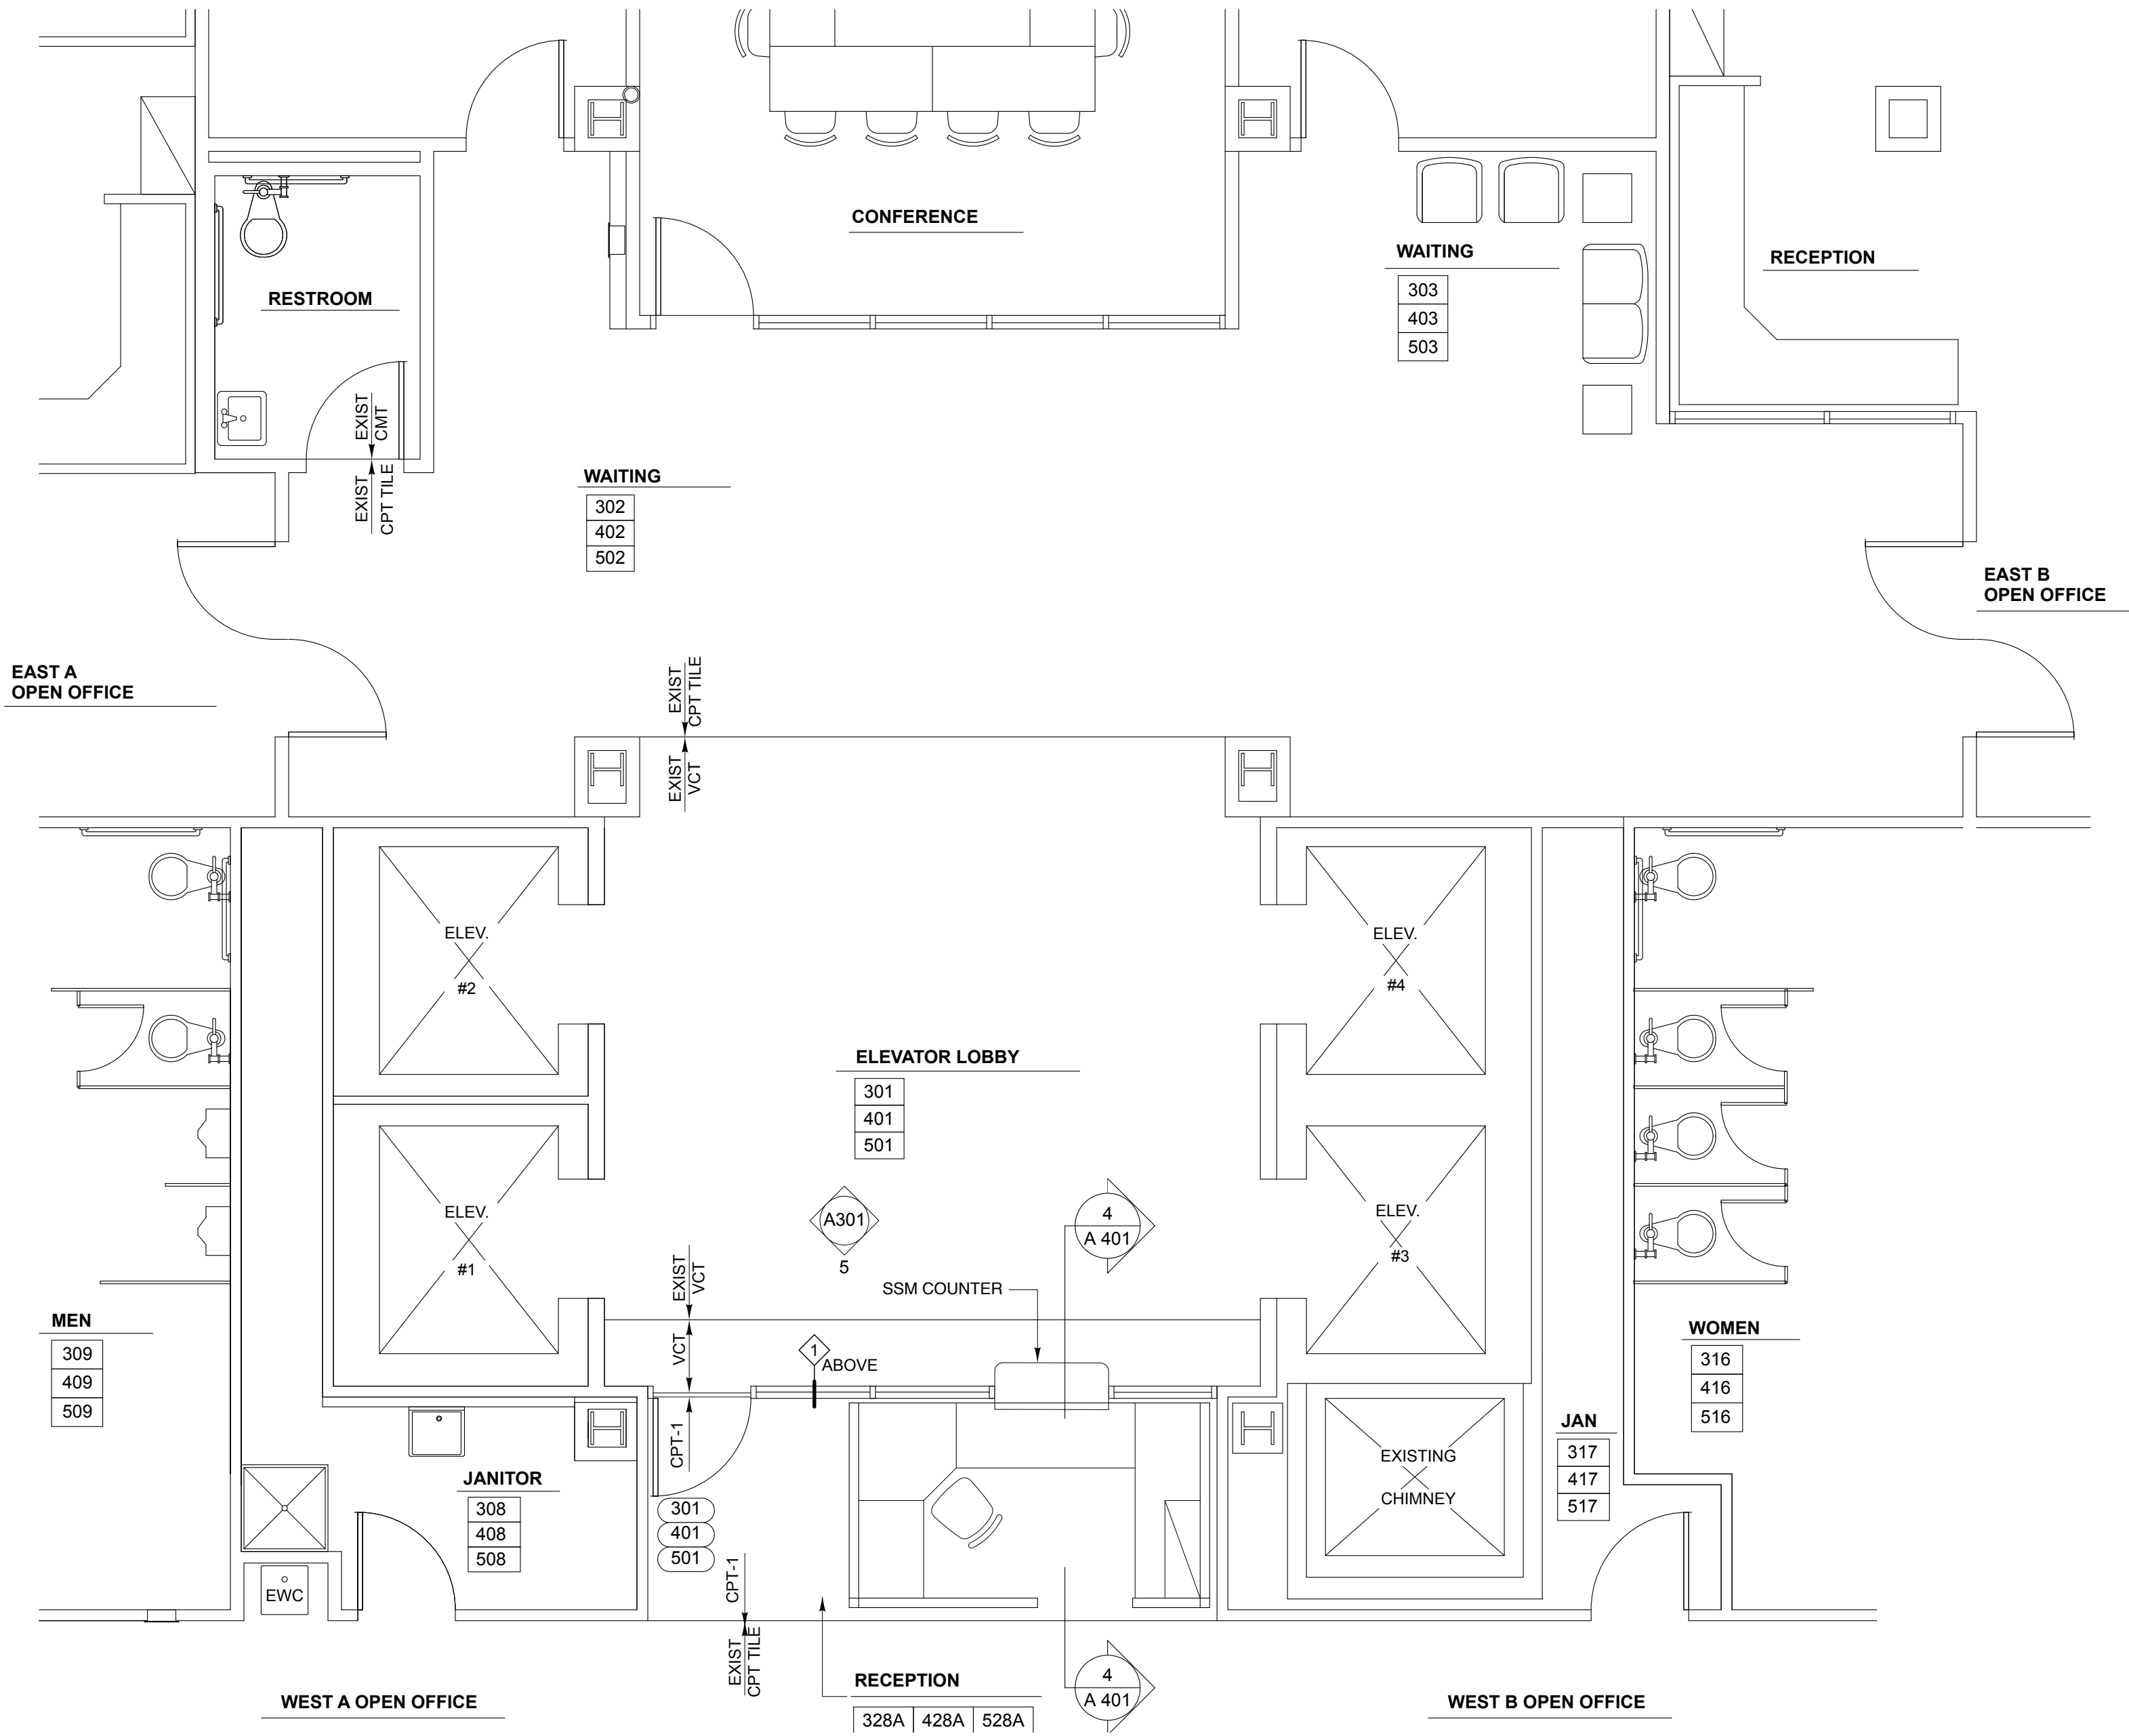 CONFERENCE
WAITING
303
403
503
RECEPTION
RESTROOM
EXIST
CMT
EXIST
CPT TILE
WAITING
302
402
502
EAST B
OPEN OFFICE
EAST A
OPEN OFFICE
EXIST
CPT TILE
EXIST
VCT
ELEV.
#2
ELEV.
#4
ELEVATOR LOBBY
301
401
501
ELEV.
#1
A301
5
4
A 401
ELEV.
#3
EXIST
VCT
SSM COUNTER
VCT
1
ABOVE
MEN
309
409
509
WOMEN
316
416
516
CPT-1
JAN
317
417
517
EXISTING
CHIMNEY
JANITOR
308
408
508
301
401
501
EWC
CPT-1
EXIST
CPT TILE
RECEPTION
328A 428A 528A
4
A 401
WEST A OPEN OFFICE
WEST B OPEN OFFICE